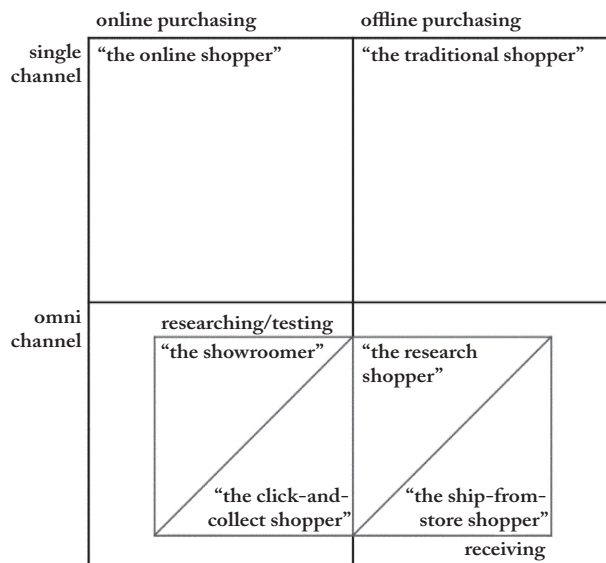 online purchasing
offline purchasing
single
channel
“the online shopper”
“the traditional shopper”
omni
channel
researching/testing
“the showroomer”
“the research
shopper”
“the click-and-
collect shopper”
“the ship-from-
store shopper”
receiving